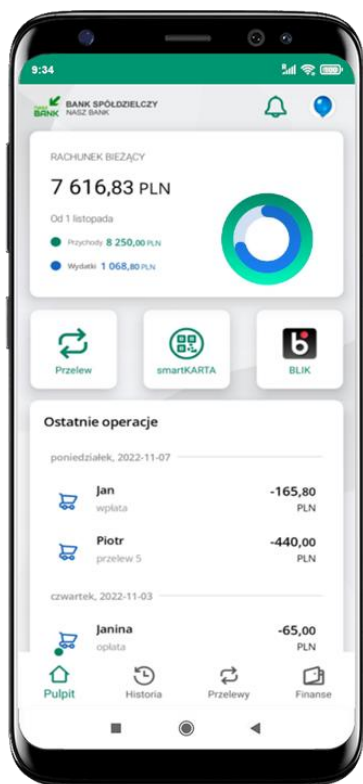 9:34
NASZ
BANK
BANK SPÓŁDZIELCZY
NASZ BANK
RACHUNEK BIEŻĄCY
7 616,83 PLN
Od 1 listopada
Przychody 8 250,00 PLN
Wydatki 1 068,80 PLN
Przelew
smartKARTA
b
BLIK
Ostatnie operacje
poniedziałek, 2022-11-07
Jan -165,80
wpłata PLN
Piotr -440,00
przelew 5 PLN
czwartek, 2022-11-03
Janina -65,00
opłata PLN
Pulpit
Historia
Przelewy
Finanse